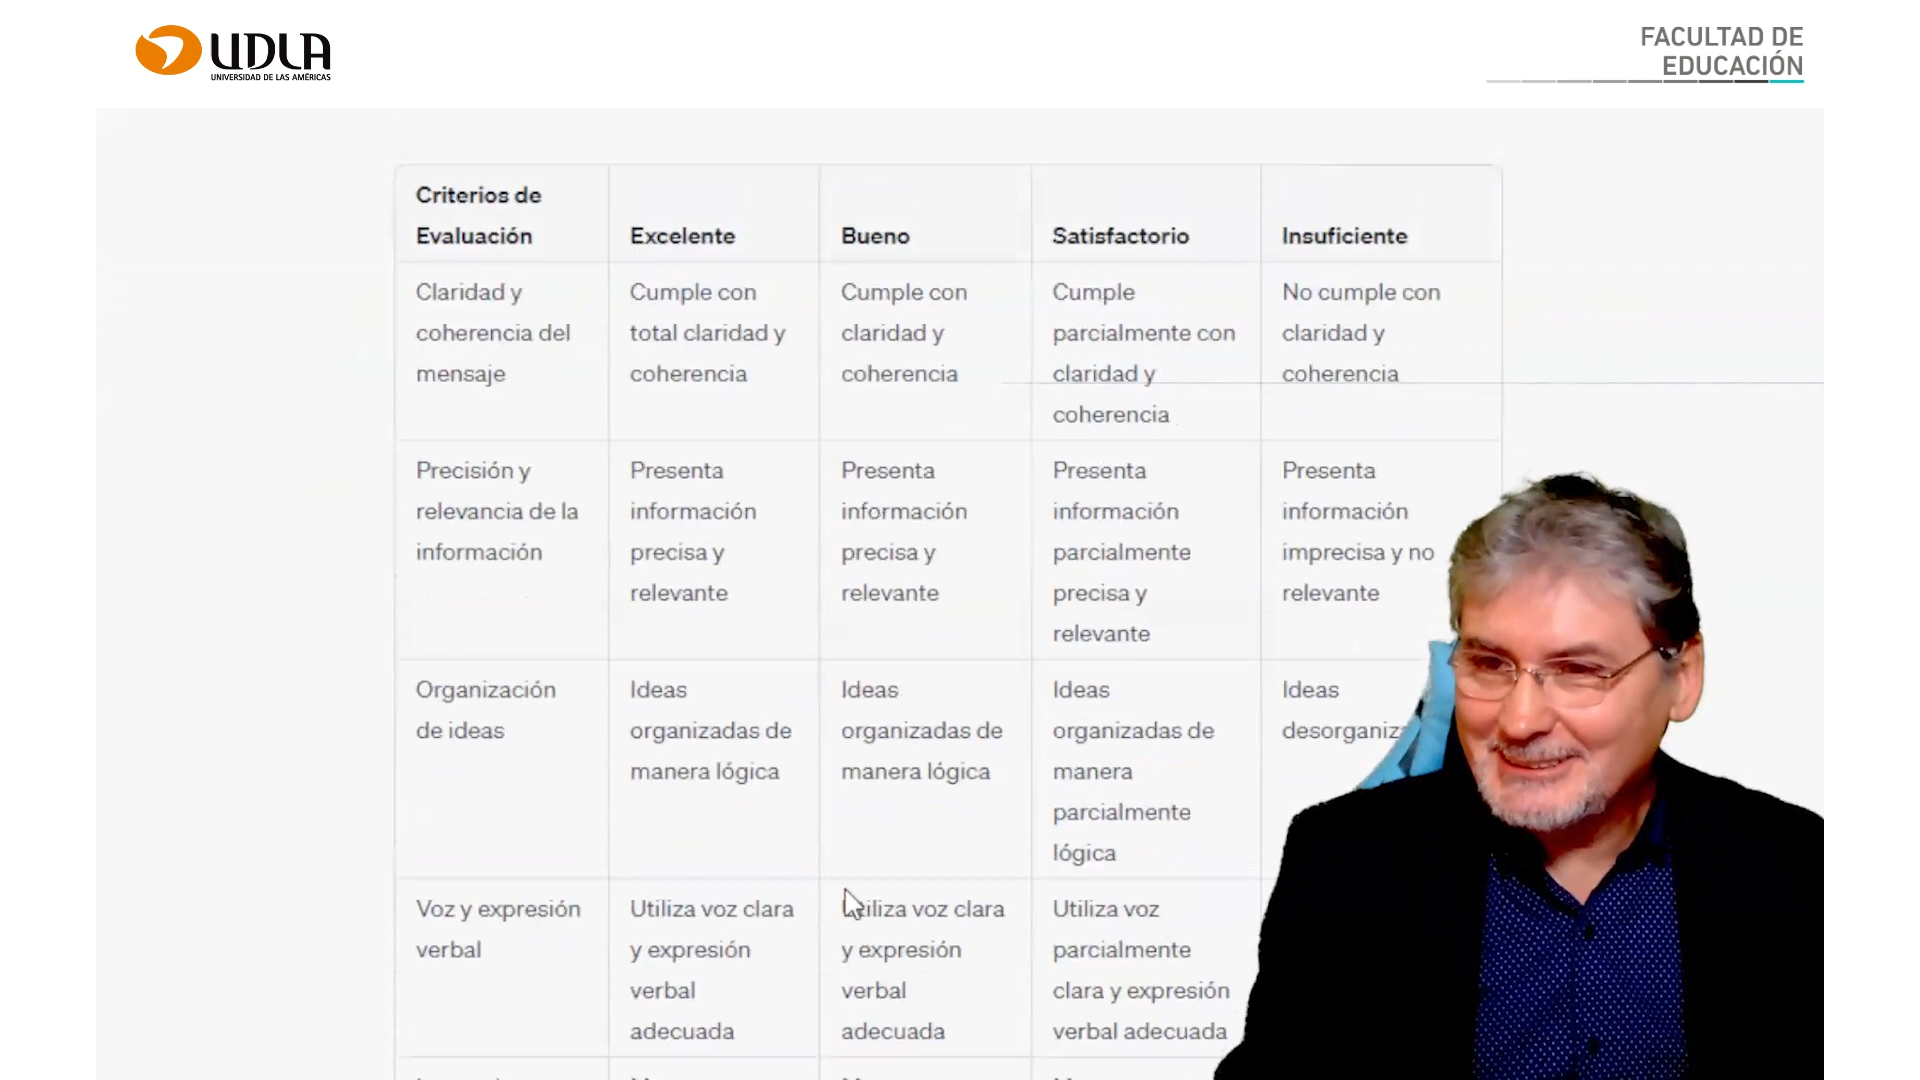 UDLA
UNIVERSIDAD DE LAS AMÉRICAS
FACULTAD DE
EDUCACIÓN
Criterios de
Evaluación
Excelente
Bueno
Satisfactorio
Insuficiente
Claridad y
coherencia del
mensaje
Cumple con
total claridad y
coherencia
Cumple con
claridad y
coherencia
Cumple
parcialmente con
claridad y
coherencia
No cumple con
claridad y
coherencia
Precisión y
relevancia de la
información
Presenta
información
precisa y
relevante
Presenta
información
precisa y
relevante
Presenta
información
parcialmente
precisa y
relevante
Presenta
información
imprecisa y no
relevante
Organización
de ideas
Ideas
organizadas de
manera lógica
Ideas
organizadas de
manera lógica
Ideas
organizadas de
manera
parcialmente
lógica
Ideas
Voz y expresión
verbal
Utiliza voz clara
y expresión
verbal
adecuada
Utiliza voz clara
y expresión
verbal
adecuada
Utiliza voz
parcialmente
clara y expresión
verbal adecuada